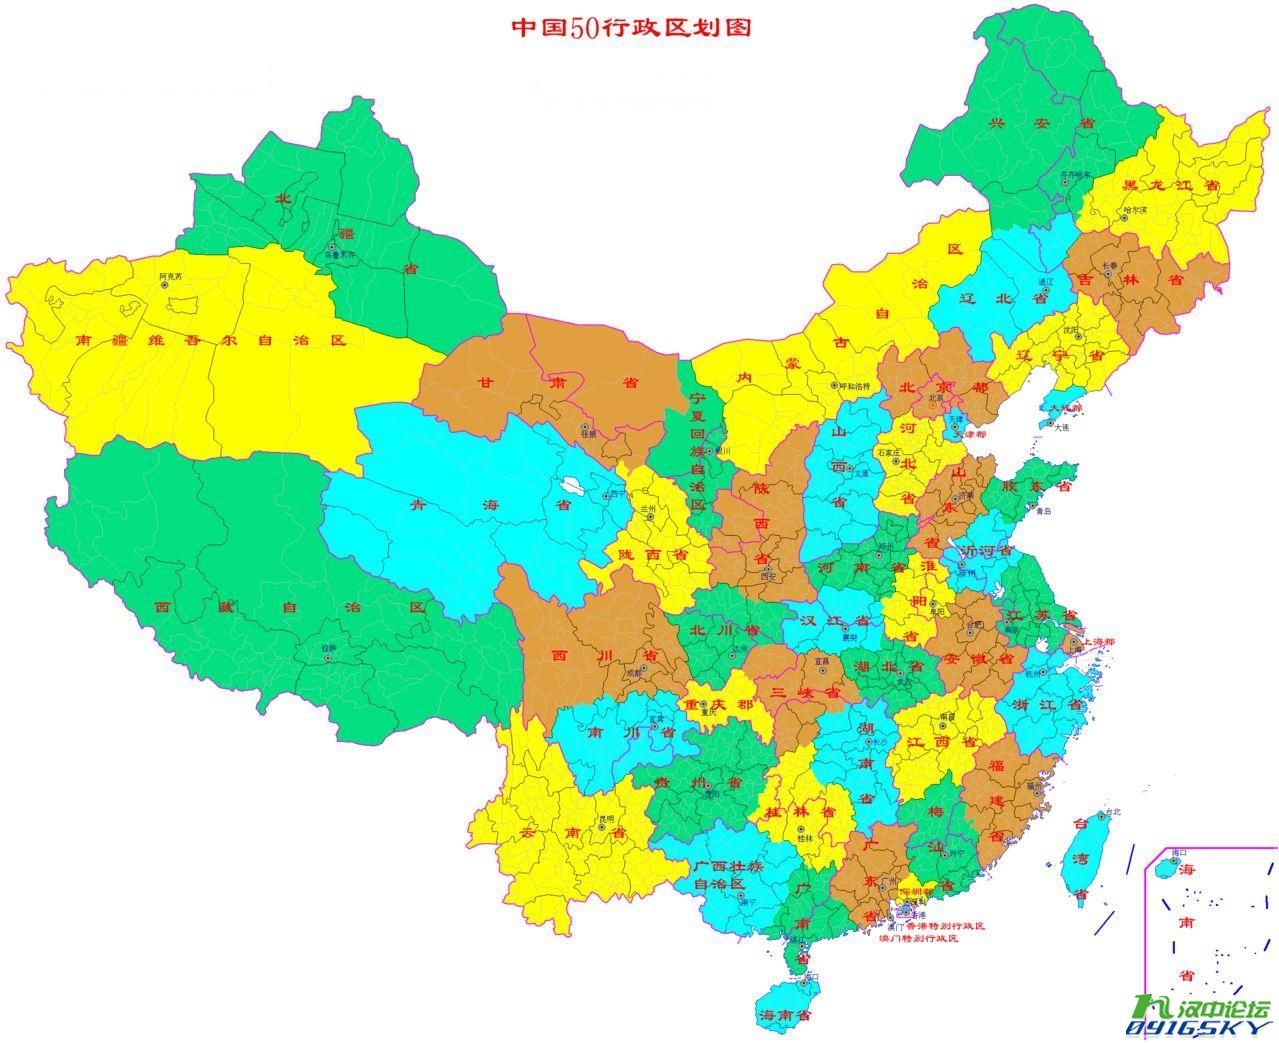 中国50行政区划图
兴安省
齐齐哈尔
黑龙江省
哈尔滨
北疆省
乌鲁木齐
阿克苏
南疆维吾尔自治区
内蒙古自治区
呼和浩特
辽北省
通辽
吉林省
长春
辽宁省
沈阳
甘肃省
张掖
宁夏回族自治区
银川
北京都
北京
天津
天津郡
大连郡
大连
河北省
石家庄
山西省
太原
陕西省
西安
山东省
济南
胶东省
青岛
青海省
西宁
兰州
陇西省
河南省
郑州
沂河省
徐州
淮阳省
阜阳
江苏省
南京
西藏自治区
拉萨
西川省
成都
北川省
达州
汉江省
襄樊
安徽省
合肥
上海郡
上海
湖北省
武汉
三峡省
宜昌
重庆郡
重庆
浙江省
杭州
南川省
宜宾
湖南省
长沙
江西省
南昌
福建省
福州
贵州省
贵阳
云南省
昆明
桂林省
桂林
梅汕省
兴宁
广东省
广州
台湾省
台北
广西壮族
自治区
南宁
广南省
湛江
深圳郡
深圳
香港
香港特别行政区
澳门
澳门特别行政区
海口
海南省
海口
海南省
汉中论坛
0916SKY